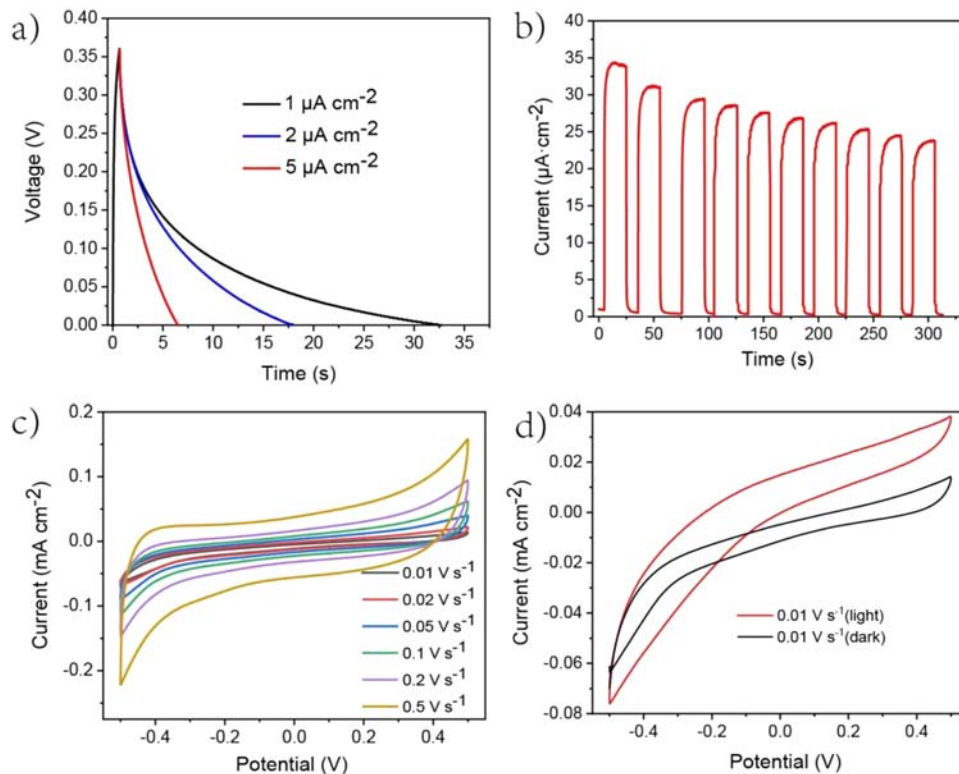 a)
0.40
0.35
0.30
0.25
0.20
0.15
0.10
0.05
0.00
Voltage (V)
1 µA cm⁻²
2 µA cm⁻²
5 µA cm⁻²
0 5 10 15 20 25 30 35
Time (s)
b)
40
35
30
25
20
15
10
5
0
Current (µA·cm⁻²)
0 50 100 150 200 250 300
Time (s)
c)
0.2
0.1
0.0
-0.1
-0.2
Current (mA cm⁻²)
0.01 V s⁻¹
0.02 V s⁻¹
0.05 V s⁻¹
0.1 V s⁻¹
0.2 V s⁻¹
0.5 V s⁻¹
-0.4 -0.2 0.0 0.2 0.4
Potential (V)
d)
0.04
0.02
0.00
-0.02
-0.04
-0.06
-0.08
Current (mA cm⁻²)
0.01 V s⁻¹(light)
0.01 V s⁻¹(dark)
-0.4 -0.2 0.0 0.2 0.4
Potential (V)